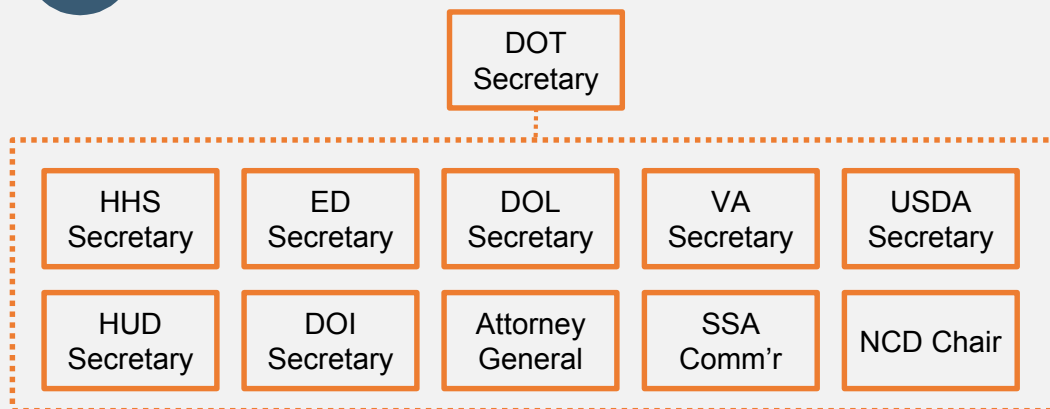 DOT
Secretary
HHS
Secretary
ED
Secretary
DOL
Secretary
VA
Secretary
USDA
Secretary
HUD
Secretary
DOI
Secretary
Attorney
General
SSA
Comm’r
NCD Chair